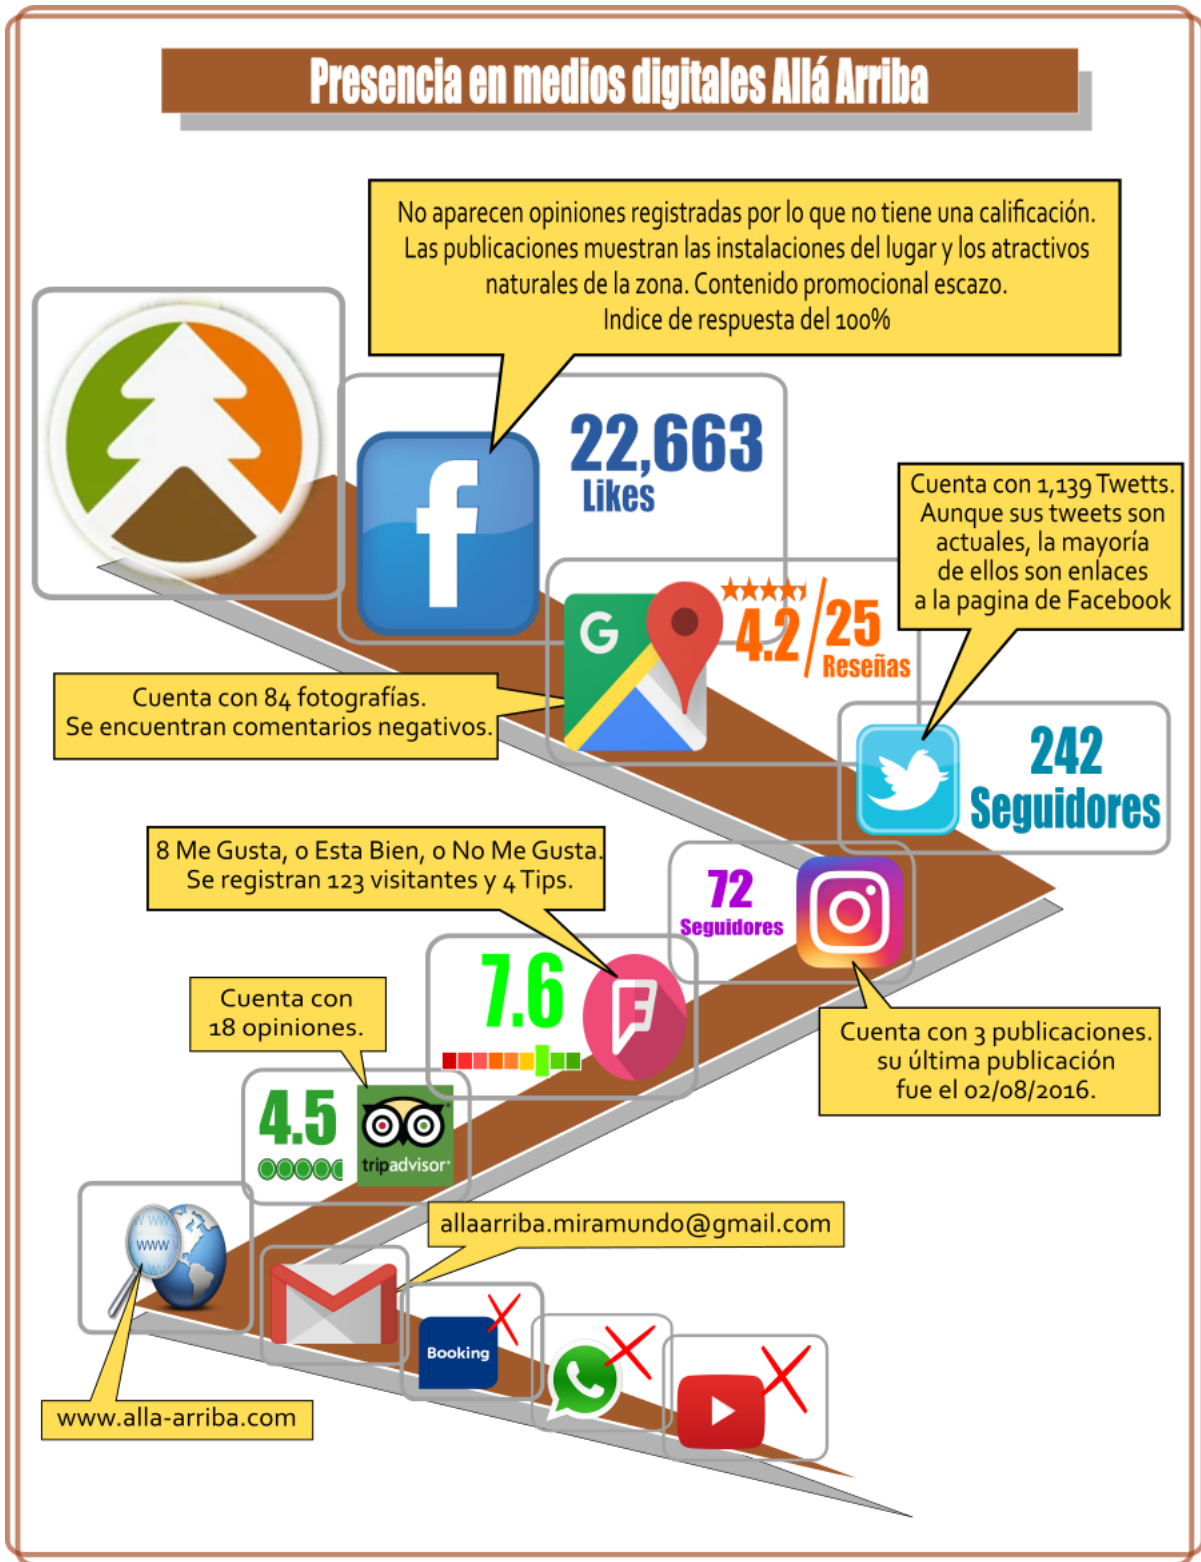 Presencia en medios digitales Allá Arriba
No aparecen opiniones registradas por lo que no tiene una calificación.
Las publicaciones muestran las instalaciones del lugar y los atractivos
naturales de la zona. Contenido promocional escazo.
Indice de respuesta del 100%
f
22,663
Likes
Cuenta con 1,139 Twetts.
Aunque sus tweets son
actuales, la mayoría
de ellos son enlaces
a la pagina de Facebook
G
4.2/25
Reseñas
Cuenta con 84 fotografías.
Se encuentran comentarios negativos.
242
Seguidores
8 Me Gusta, 0 Esta Bien, 0 No Me Gusta.
Se registran 123 visitantes y 4 Tips.
72
Seguidores
7.6
Cuenta con
18 opiniones.
Cuenta con 3 publicaciones.
su última publicación
fue el 02/08/2016.
4.5
tripadvisor
www
allaarriba.miramundo@gmail.com
Booking
www.alla-arriba.com